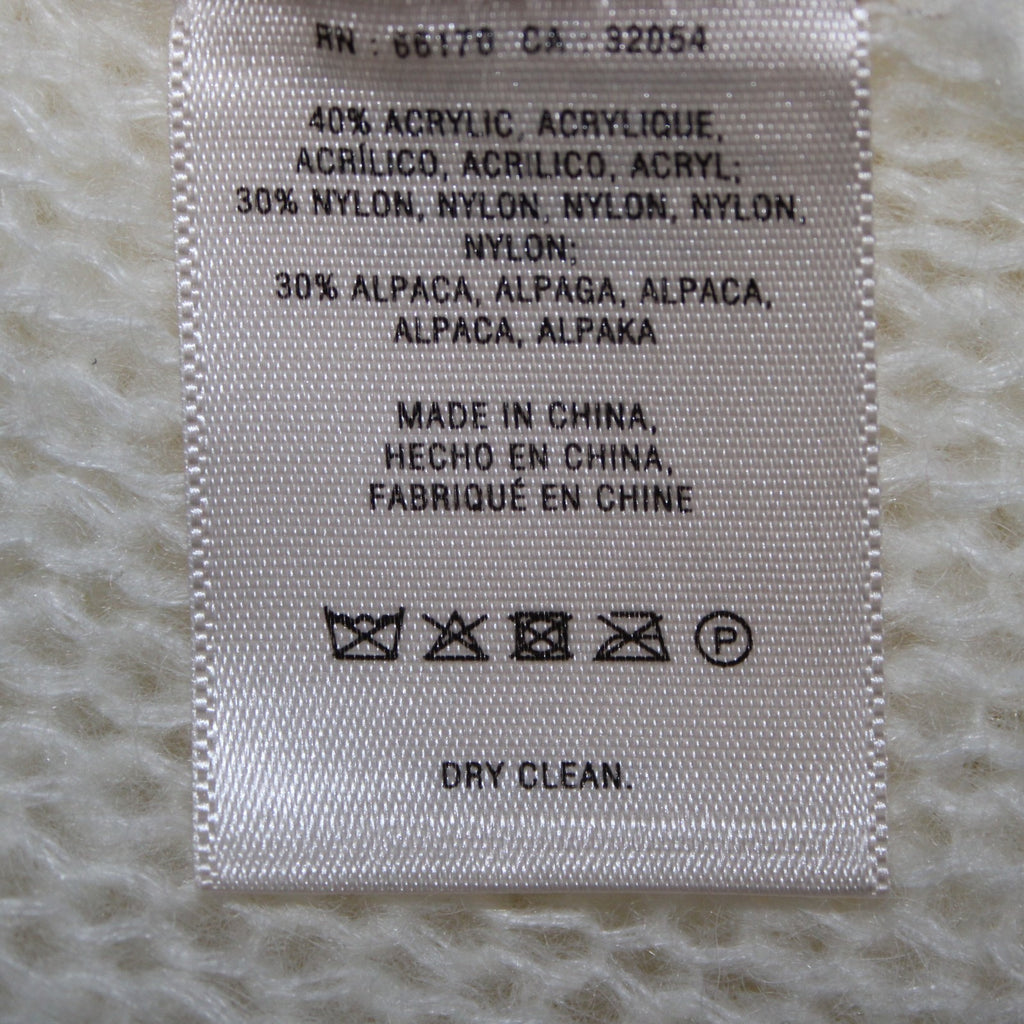 RN : 66170 CA : 32054
40% ACRYLIC, ACRYLIQUE,
ACRÍLICO, ACRILICO, ACRYL;
30% NYLON, NYLON, NYLON, NYLON,
NYLON;
30% ALPACA, ALPAGA, ALPACA,
ALPACA, ALPAKA
MADE IN CHINA,
HECHO EN CHINA,
FABRIQUÉ EN CHINE
P
DRY CLEAN.